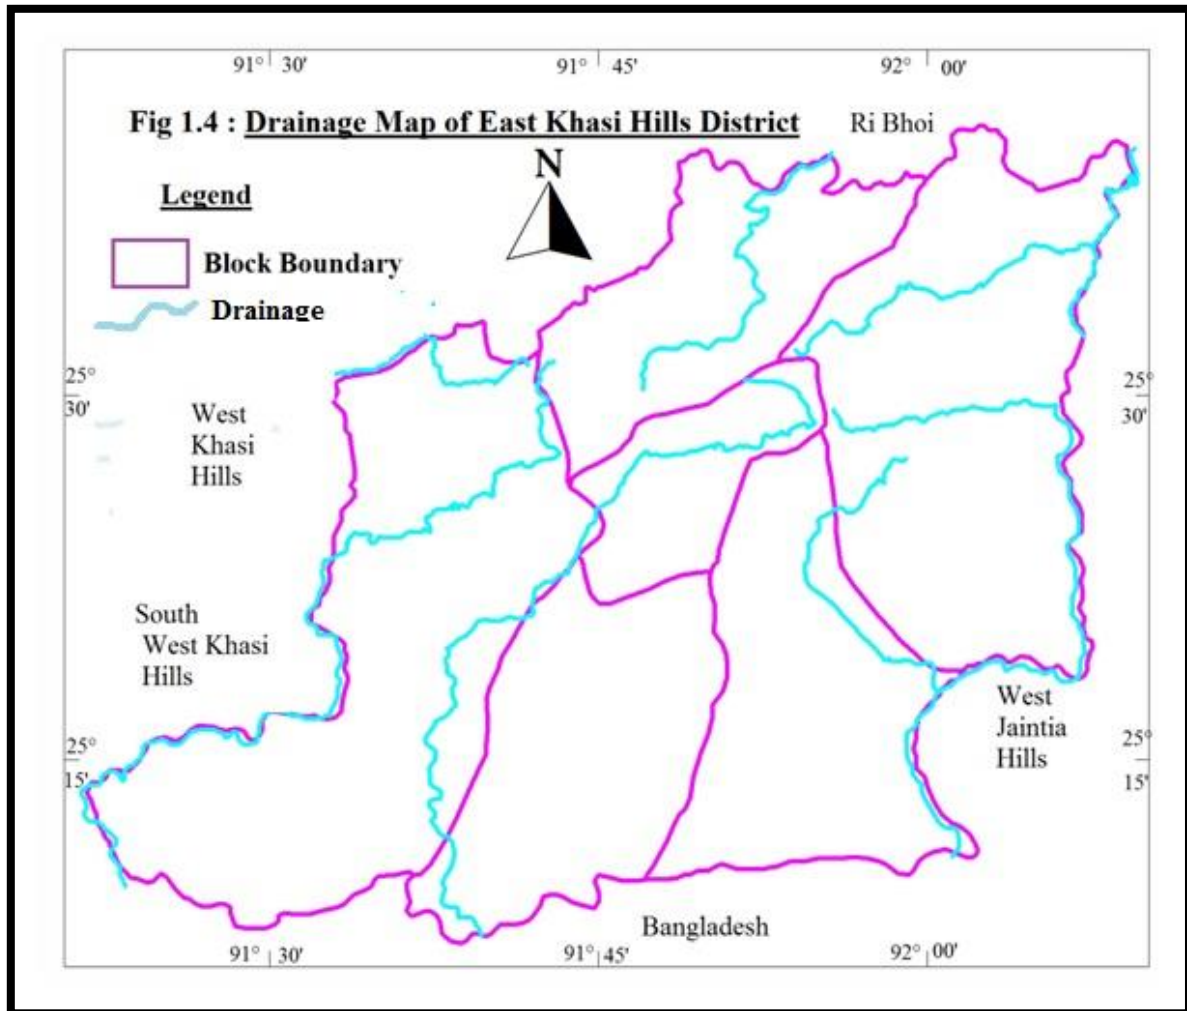 91° 30'
91° 45'
92° 00'
Fig 1.4 : Drainage Map of East Khasi Hills District
Ri Bhoi
N
Legend
Block Boundary
Drainage
25°
30'
25°
30'
West
Khasi
Hills
South
West Khasi
Hills
West
Jaintia
Hills
25°
15'
25°
15'
Bangladesh
91° 30'
91° 45'
92° 00'